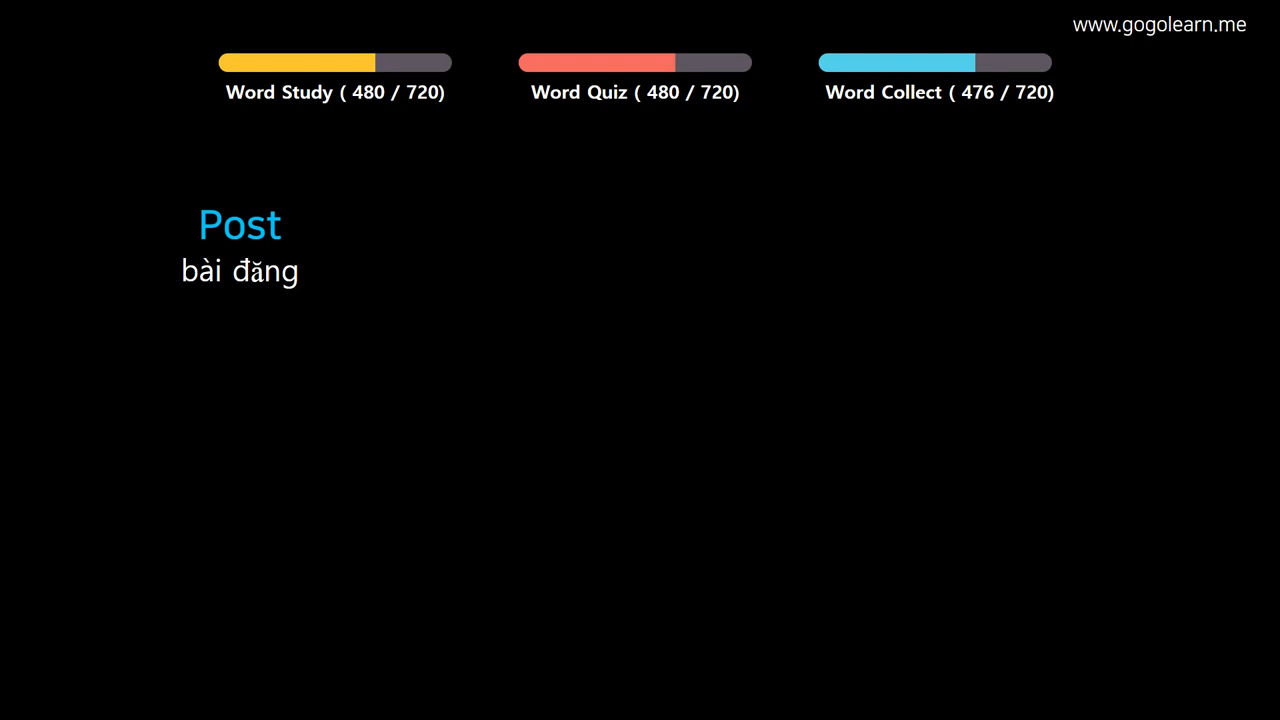 www.gogolearn.me
Word Study ( 480 / 720)
Word Quiz ( 480 / 720)
Word Collect ( 476 / 720)
Post
bài đăng